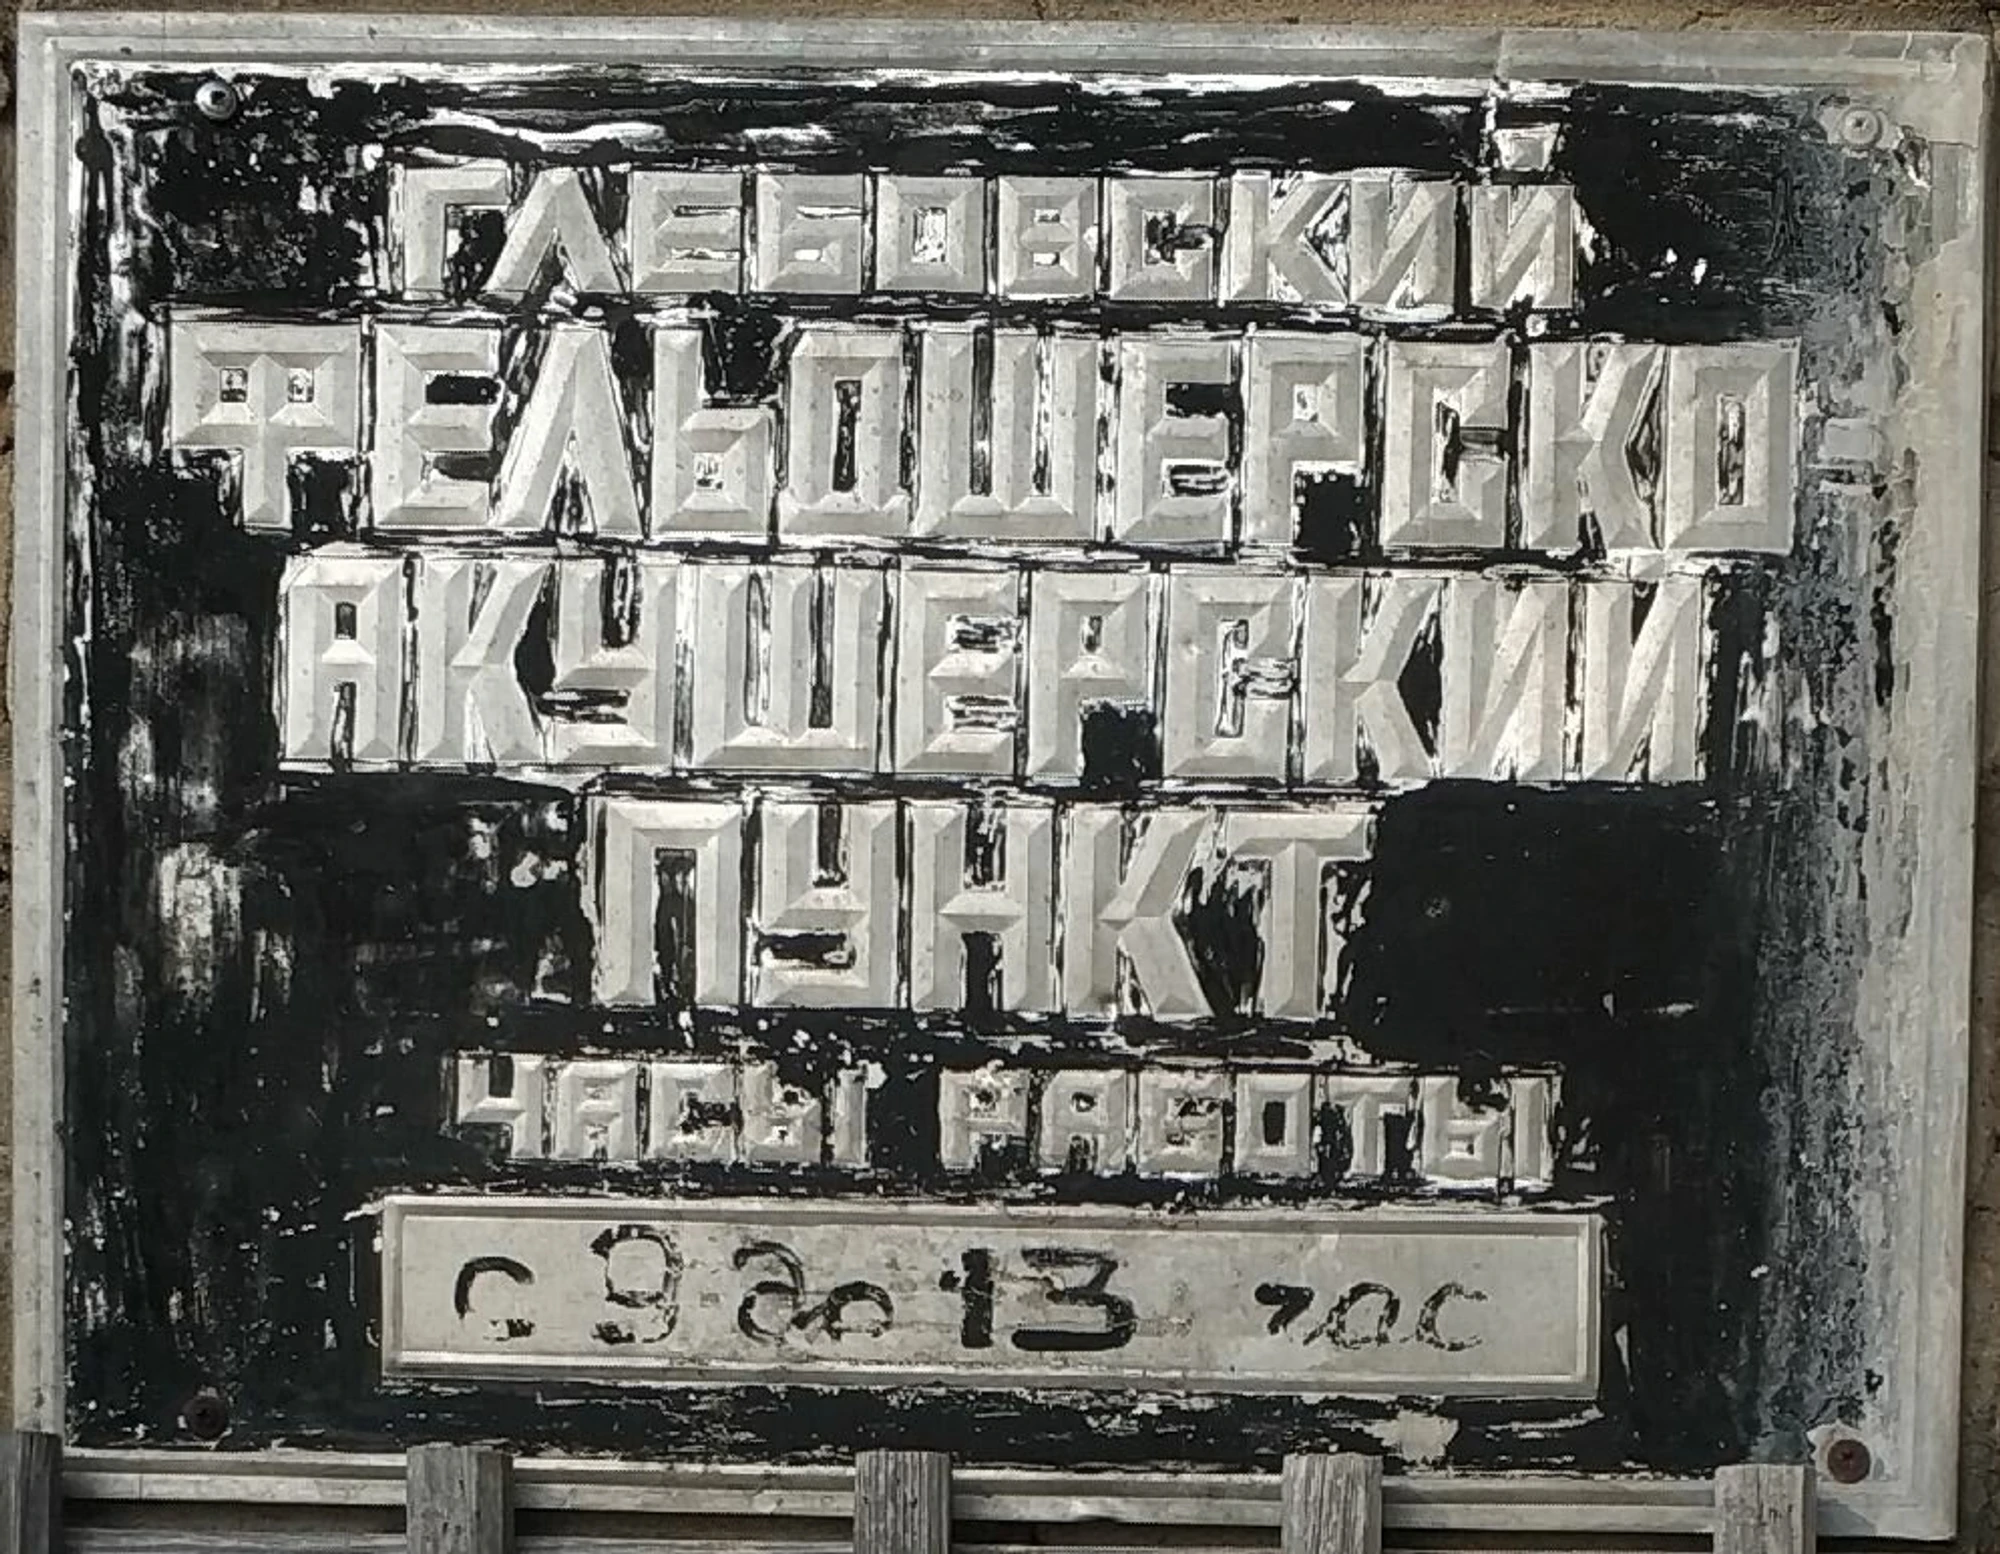 ГЛЕБОВСКИЙ
ФЕЛЬДШЕРСКО
АКУШЕРСКИЙ
ПУНКТ
ЧАСЫ РАБОТЫ
с 9 до 13 час